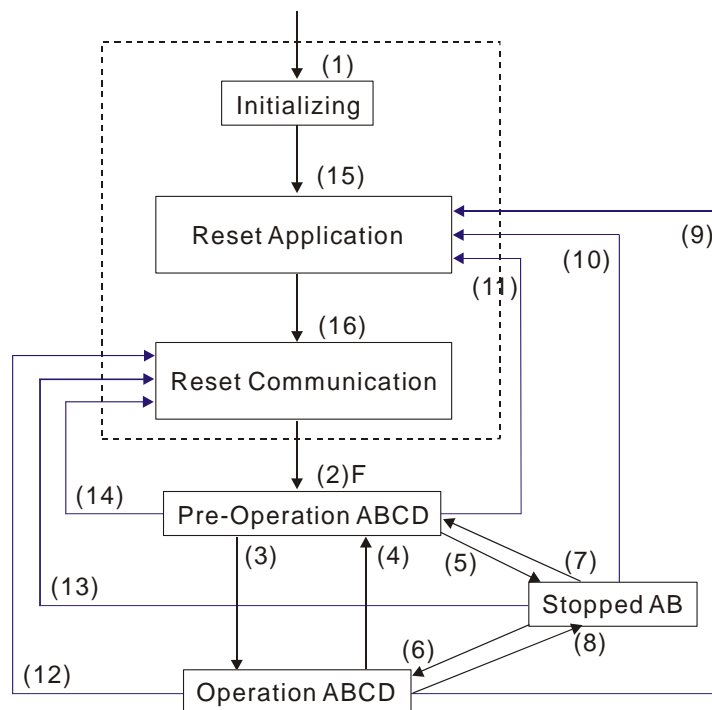 (1)
Initializing
(15)
Reset Application
(9)
(10)
(11)
(16)
Reset Communication
(2)F
(14)
Pre-Operation ABCD
(3)
(4)
(5)
(7)
(13)
Stopped AB
(6)
(8)
(12)
Operation ABCD